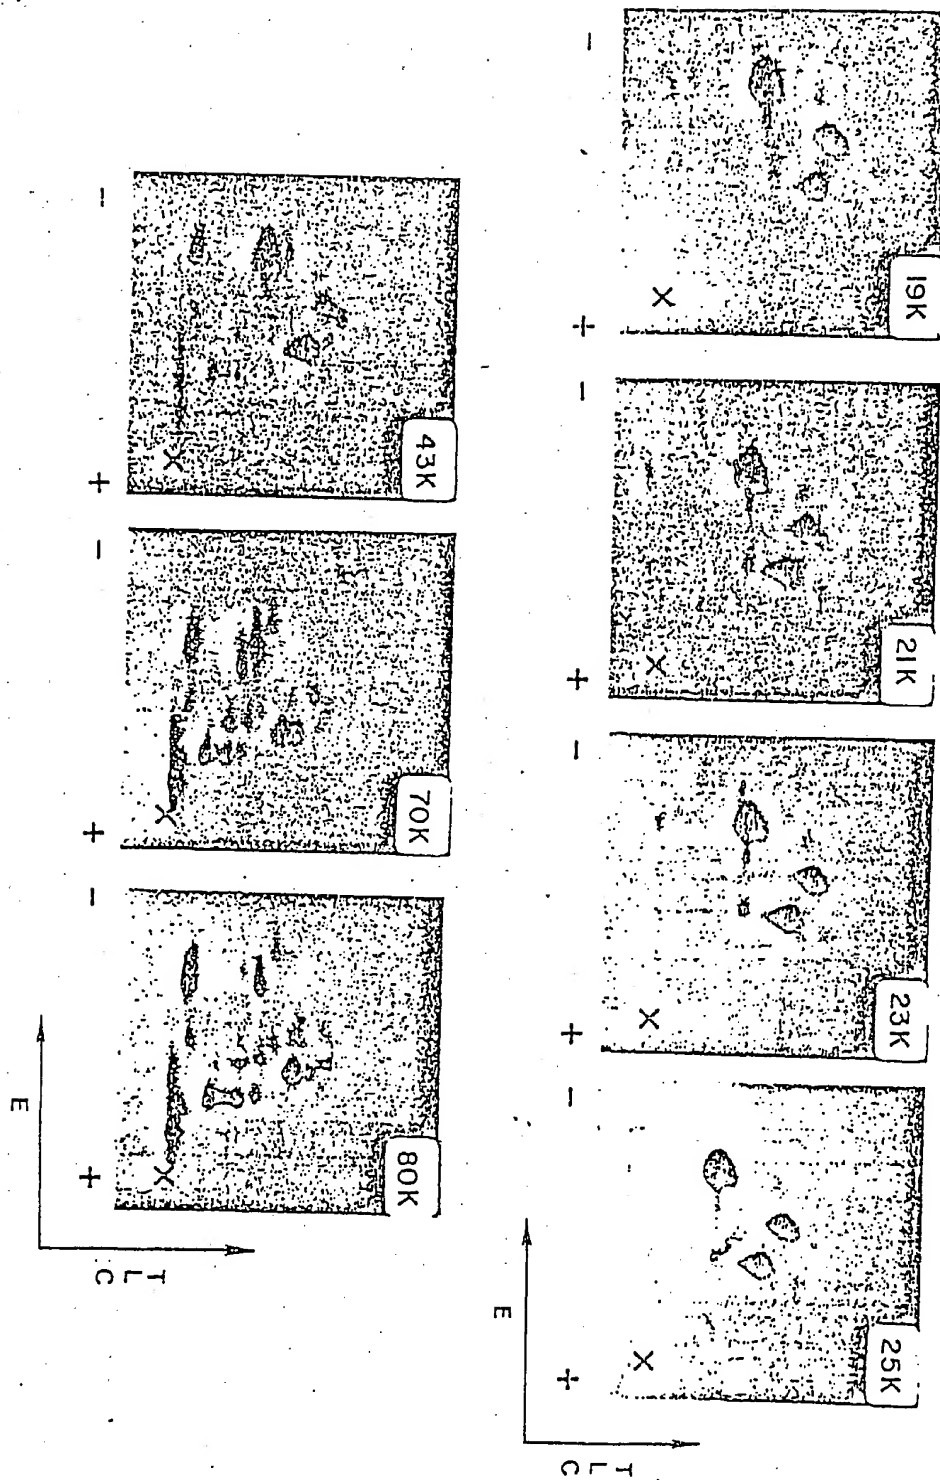 19K
21K
23K
25K
- +
- +
- +
- +
X
X
X
X
E
TLC
43K
70K
80K
- +
- +
- +
X
X
X
E
TLC